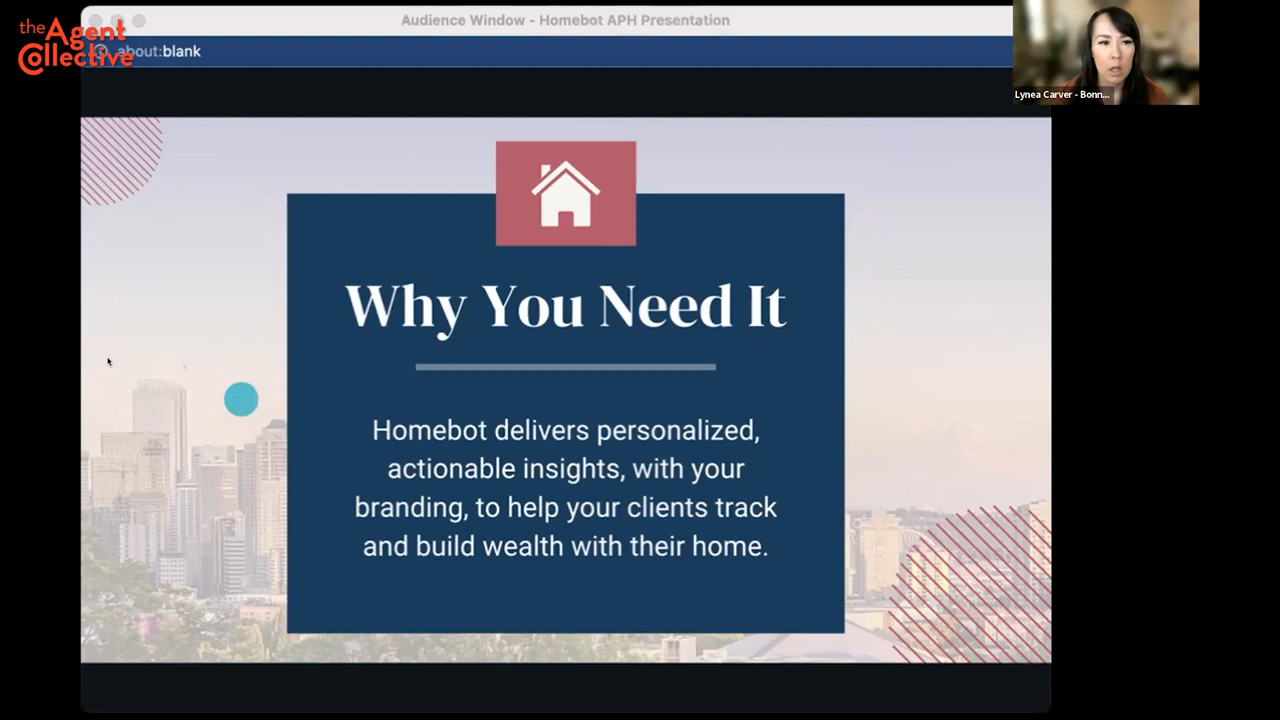 the
Agent
Collective
Audience Window - Homebot APH Presentation
about:blank
Lynea Carver - Bonn...
Why You Need It
Homebot delivers personalized,
actionable insights, with your
branding, to help your clients track
and build wealth with their home.